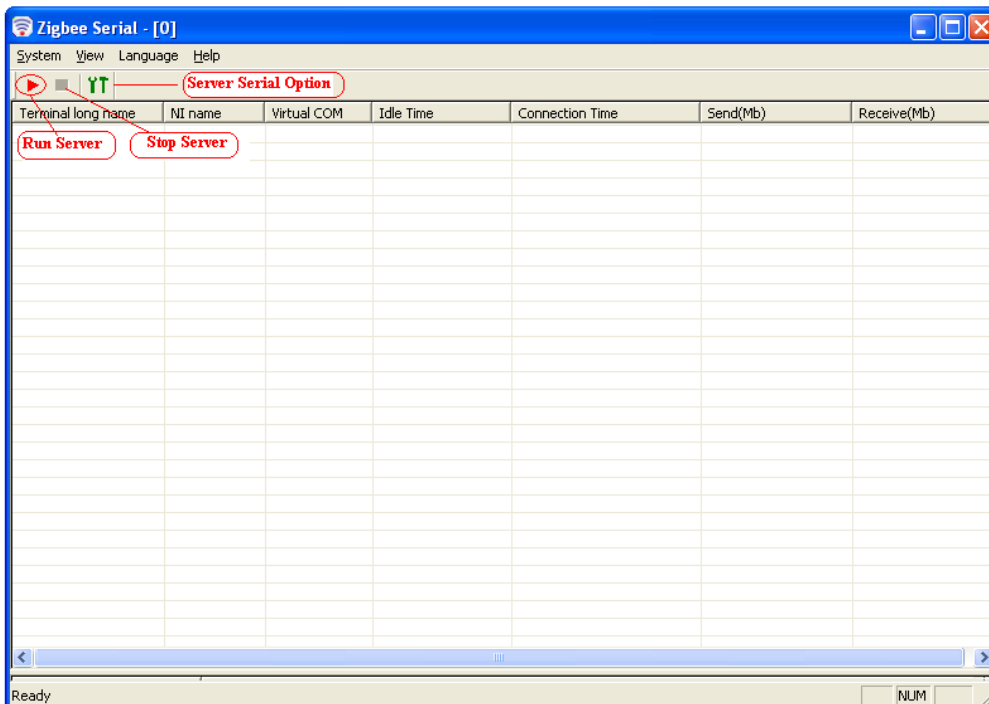 Zigbee Serial - [0]
System View Language Help
Server Serial Option
Terminal long name NI name Virtual COM Idle Time Connection Time Send(Mb) Receive(Mb)
Run Server Stop Server
Ready NUM